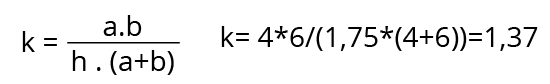 k = a.b / h . (a+b)
k= 4*6/(1,75*(4+6))=1,37